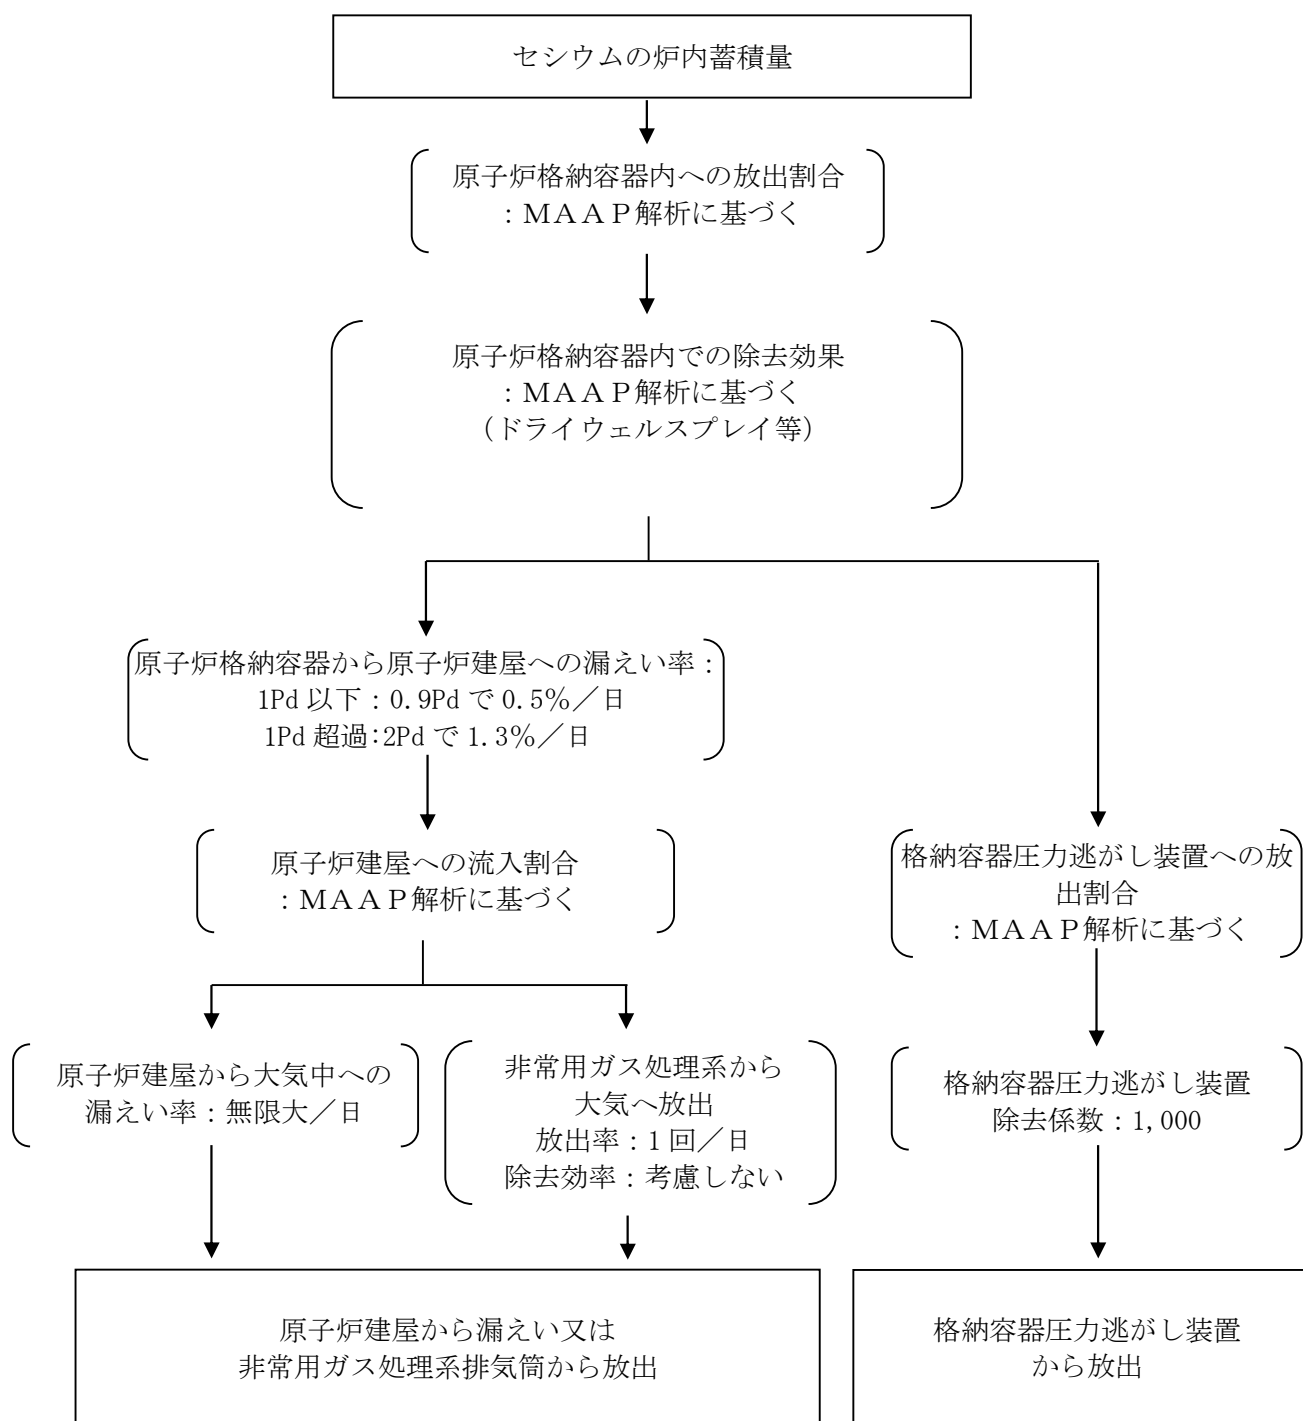 セシウムの炉内蓄積量
原子炉格納容器内への放出割合
：ＭＡＡＰ解析に基づく
原子炉格納容器内での除去効果
：ＭＡＡＰ解析に基づく
（ドライウェルスプレイ等）
原子炉格納容器から原子炉建屋への漏えい率：
1Pd 以下：0.9Pd で 0.5％／日
1Pd 超過：2Pd で 1.3％／日
原子炉建屋への流入割合
：ＭＡＡＰ解析に基づく
格納容器圧力逃がし装置への放
出割合
：ＭＡＡＰ解析に基づく
原子炉建屋から大気中への
漏えい率：無限大／日
非常用ガス処理系から
大気へ放出
放出率：1 回／日
除去効率：考慮しない
格納容器圧力逃がし装置
除去係数：1,000
原子炉建屋から漏えい又は
非常用ガス処理系排気筒から放出
格納容器圧力逃がし装置
から放出